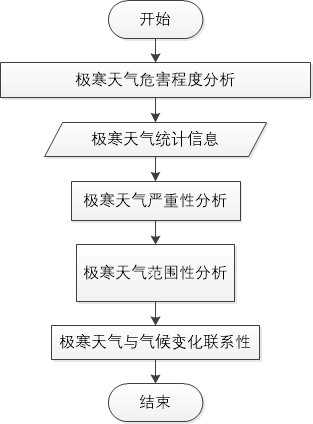 开始
极寒天气危害程度分析
极寒天气统计信息
极寒天气严重性分析
极寒天气范围性分析
极寒天气与气候变化联系性
结束